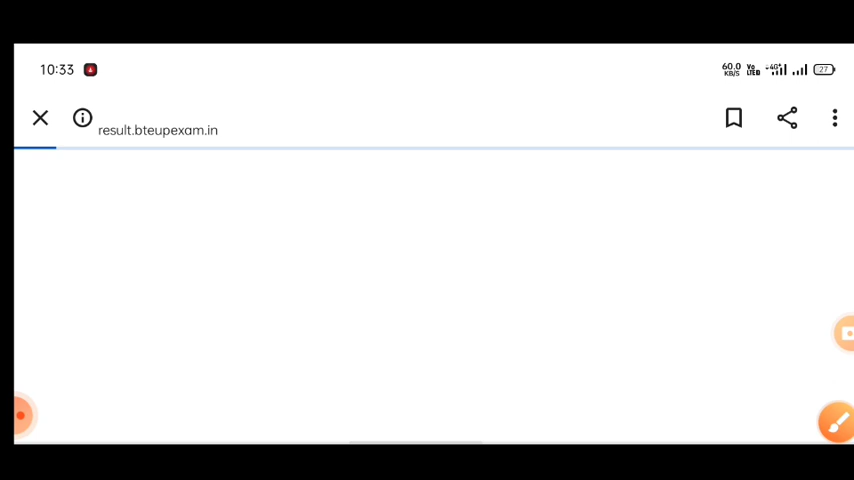 10:33
60.0
KB/S
Vo
LTE
4G+
27
result.bteupexam.in